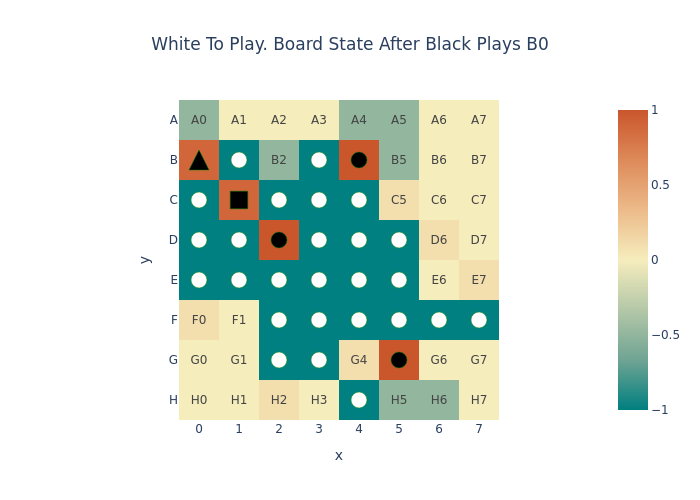 White To Play. Board State After Black Plays B0
A A0 A1 A2 A3 A4 A5 A6 A7
B B2 B5 B6 B7
C C5 C6 C7
D D6 D7
E E6 E7
F F0 F1
G G0 G1 G4 G6 G7
H H0 H1 H2 H3 H5 H6 H7
0 1 2 3 4 5 6 7
x
y
1
0.5
0
−0.5
−1